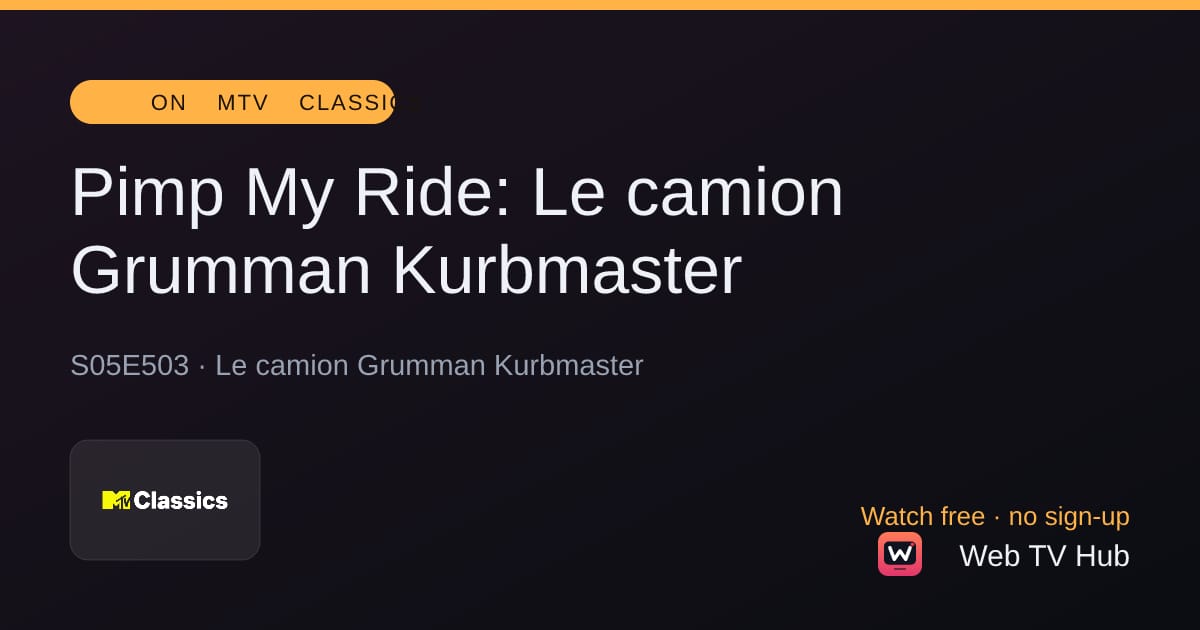 ON MTV CLASSIC
Pimp My Ride: Le camion
Grumman Kurbmaster
S05E503 · Le camion Grumman Kurbmaster
MTV Classics
Watch free · no sign-up
W Web TV Hub